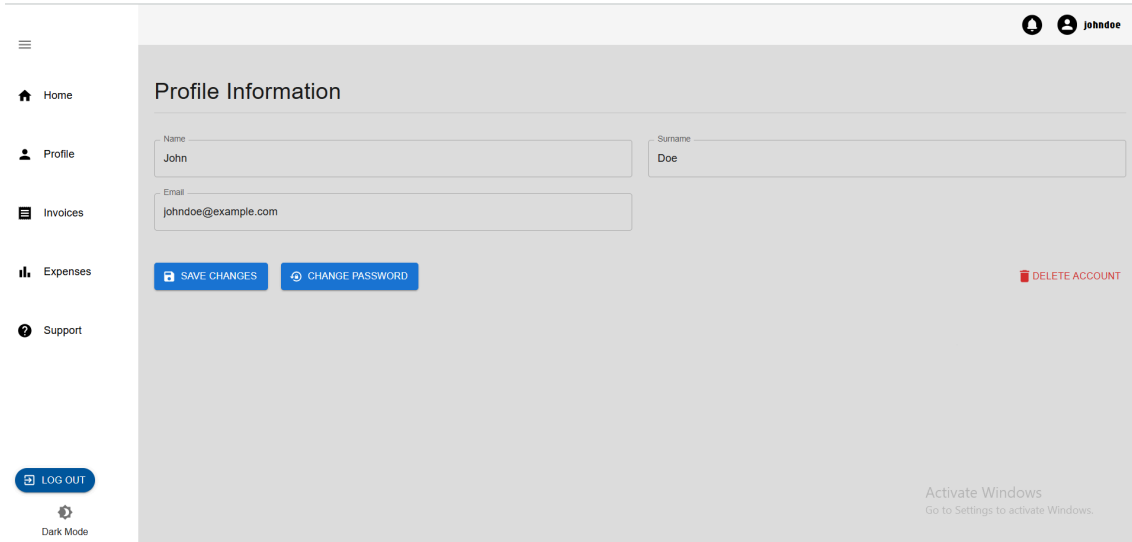 johndoe
Home
Profile
Invoices
Expenses
Support
LOG OUT
Dark Mode
Profile Information
Name
John
Surname
Doe
Email
johndoe@example.com
SAVE CHANGES
CHANGE PASSWORD
DELETE ACCOUNT
Activate Windows
Go to Settings to activate Windows.